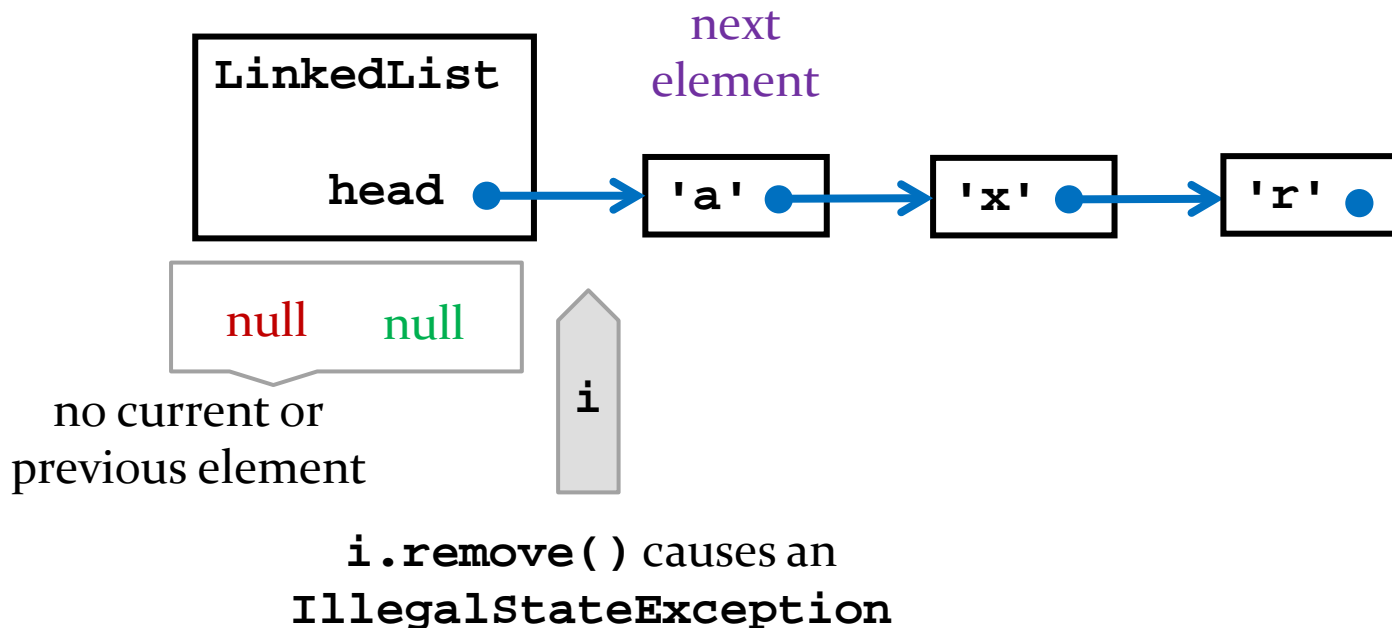 next
element
LinkedList
head
'a'
'x'
'r'
null null
i
no current or
previous element
i.remove() causes an
IllegalStateException